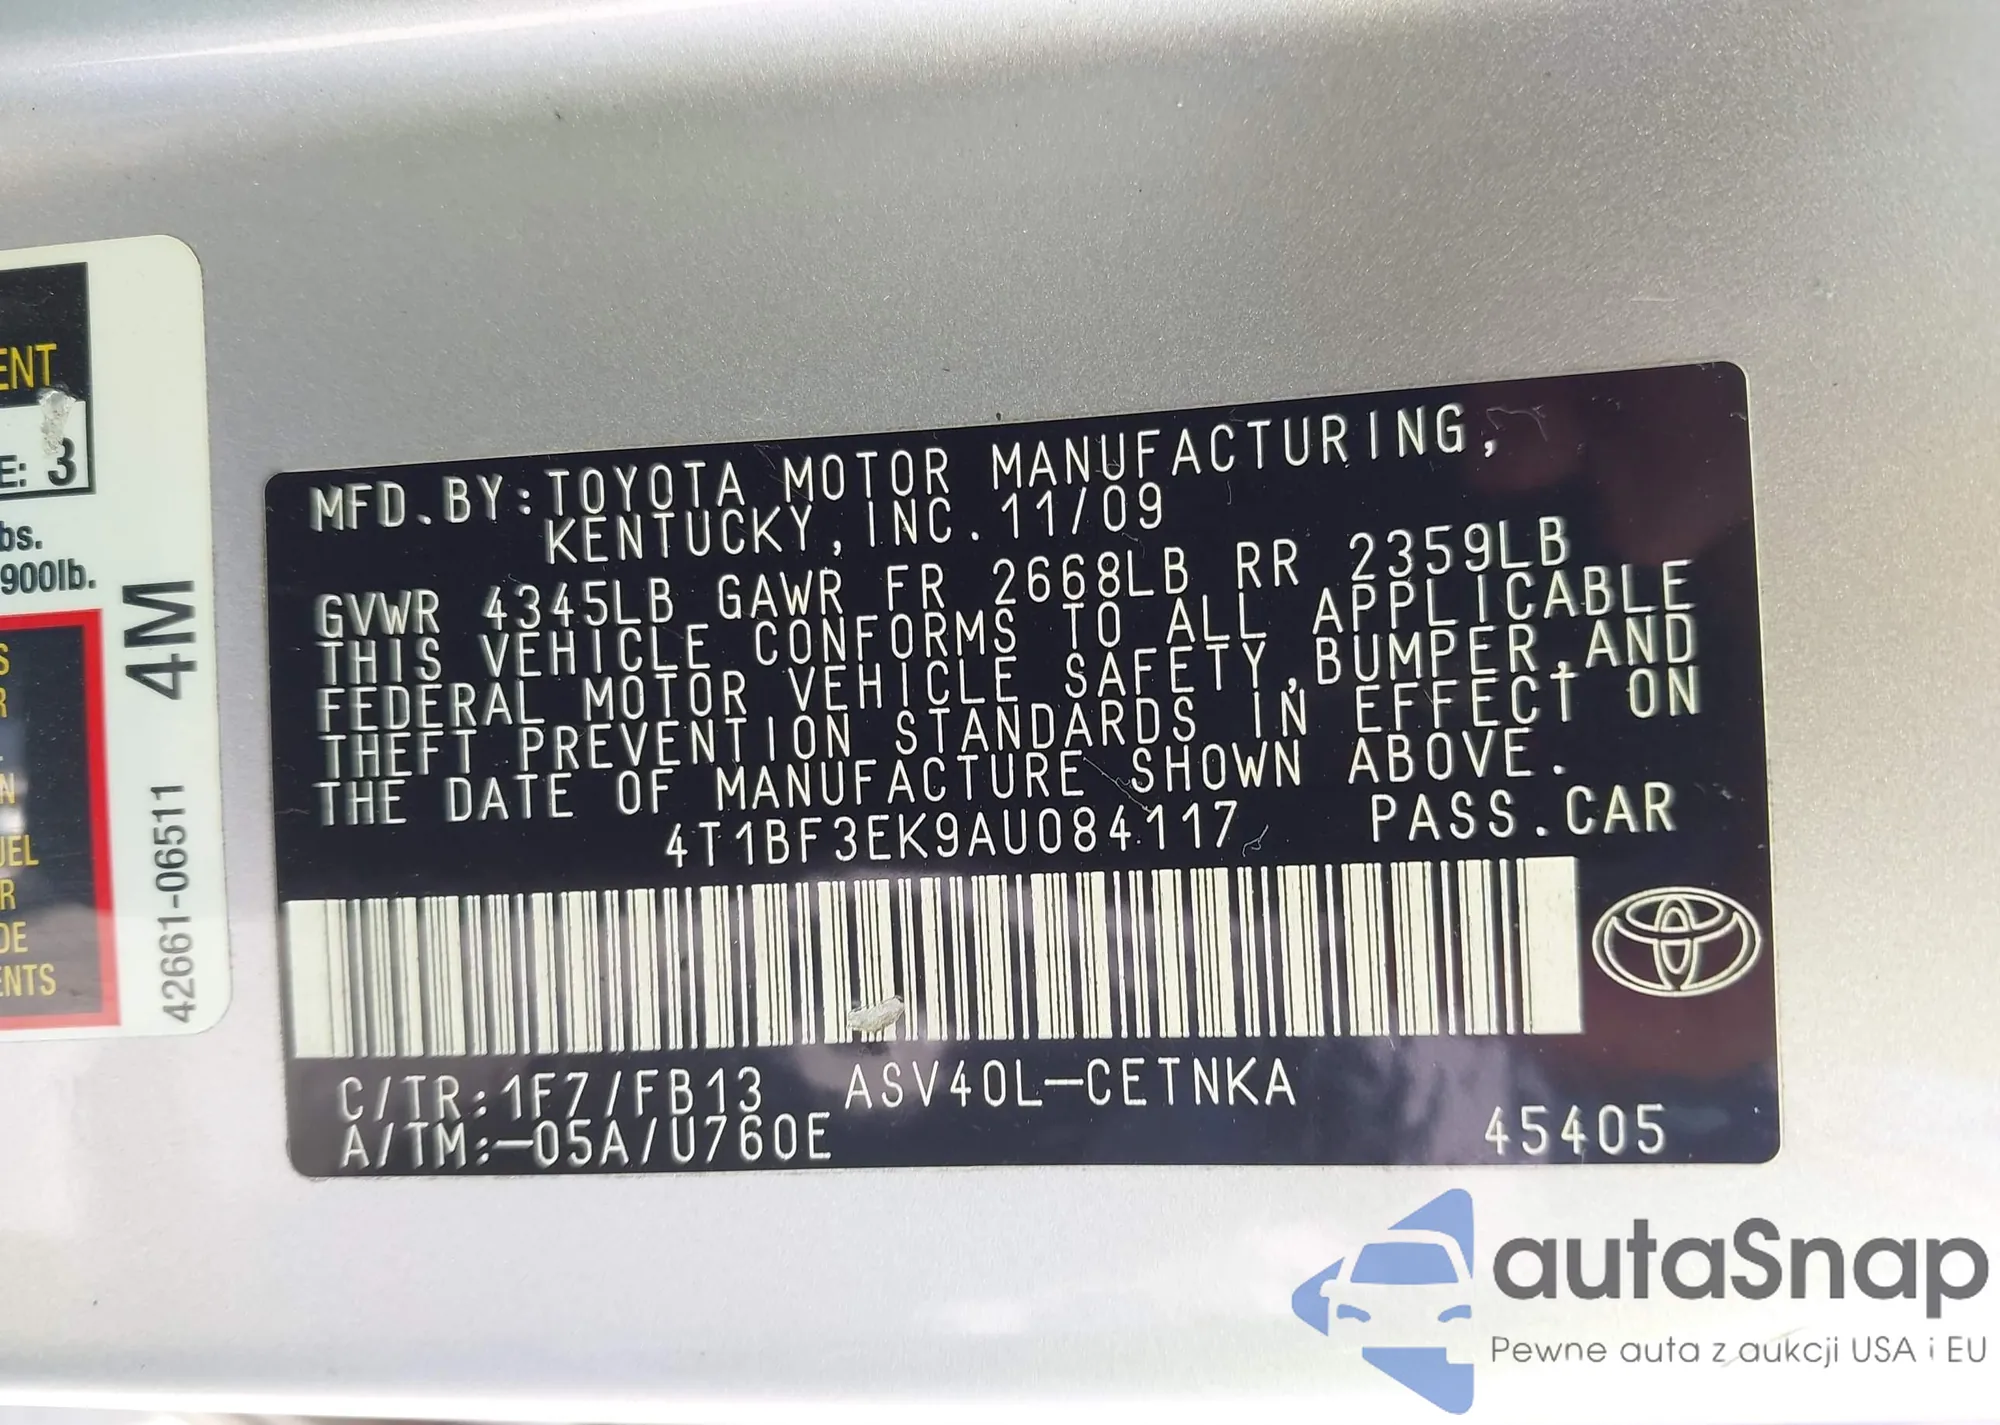 ENT
E: 3
bs.
900lb.
S
R
N
UEL
R
DE
ENTS
4M
42661-06511
MFD.BY:TOYOTA MOTOR MANUFACTURING,
KENTUCKY, INC. 11/09
GVWR 4345LB GAWR FR 2668LB RR 2359LB
THIS VEHICLE CONFORMS TO ALL APPLICABLE
FEDERAL MOTOR VEHICLE SAFETY,BUMPER,AND
THEFT PREVENTION STANDARDS IN EFFECT ON
THE DATE OF MANUFACTURE SHOWN ABOVE.
4T1BF3EK9AU084117 PASS.CAR
C/TR:1F7/FB13 ASV40L-CETNKA
A/TM:-05A/U760E 45405
autaSnap
Pewne auta z aukcji USA i EU